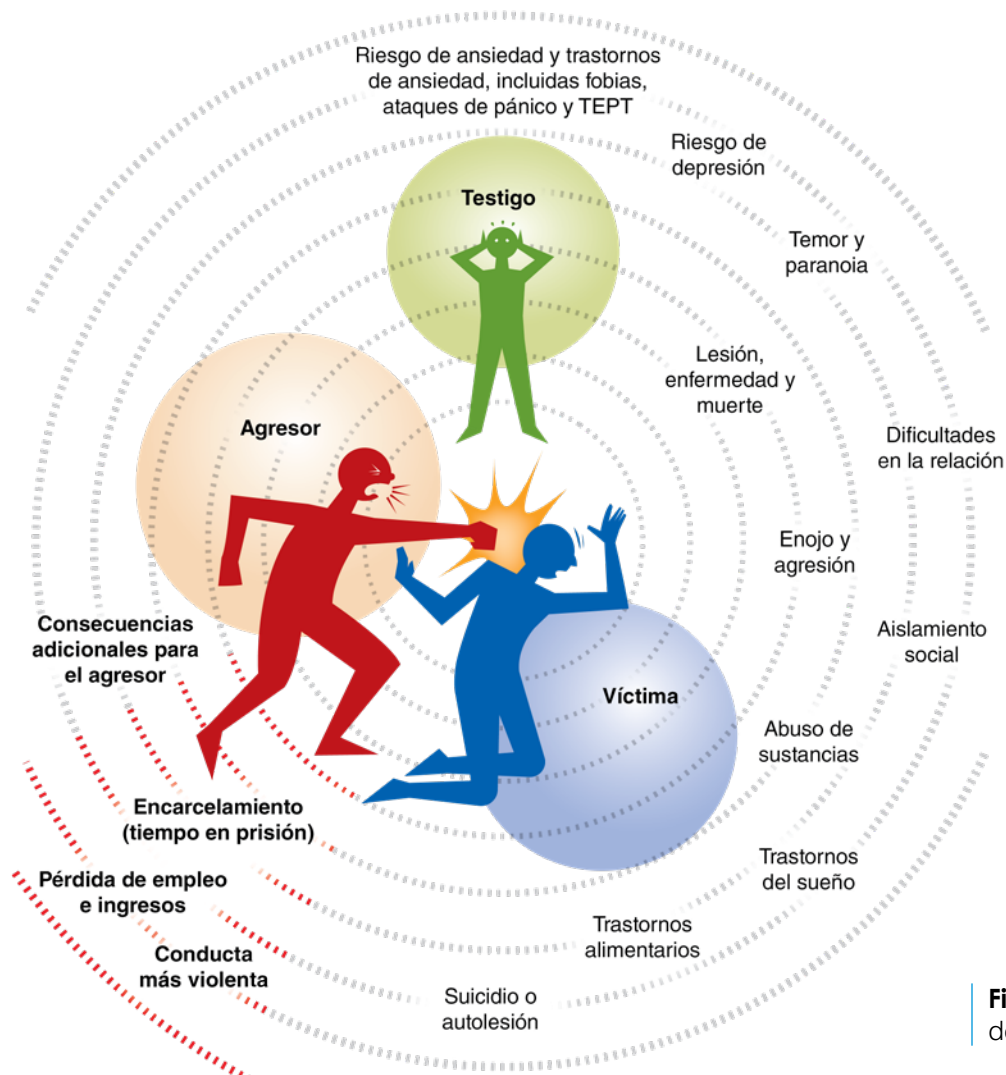 Riesgo de ansiedad y trastornos
de ansiedad, incluidas fobias,
ataques de pánico y TEPT
Riesgo de
depresión
Testigo
Temor y
paranoia
Lesión,
enfermedad y
muerte
Agresor
Dificultades
en la relación
Enojo y
agresión
Consecuencias
adicionales para
el agresor
Aislamiento
social
Víctima
Abuso de
sustancias
Encarcelamiento
(tiempo en prisión)
Trastornos
del sueño
Pérdida de empleo
e ingresos
Trastornos
alimentarios
Conducta
más violenta
Suicidio o
autolesión